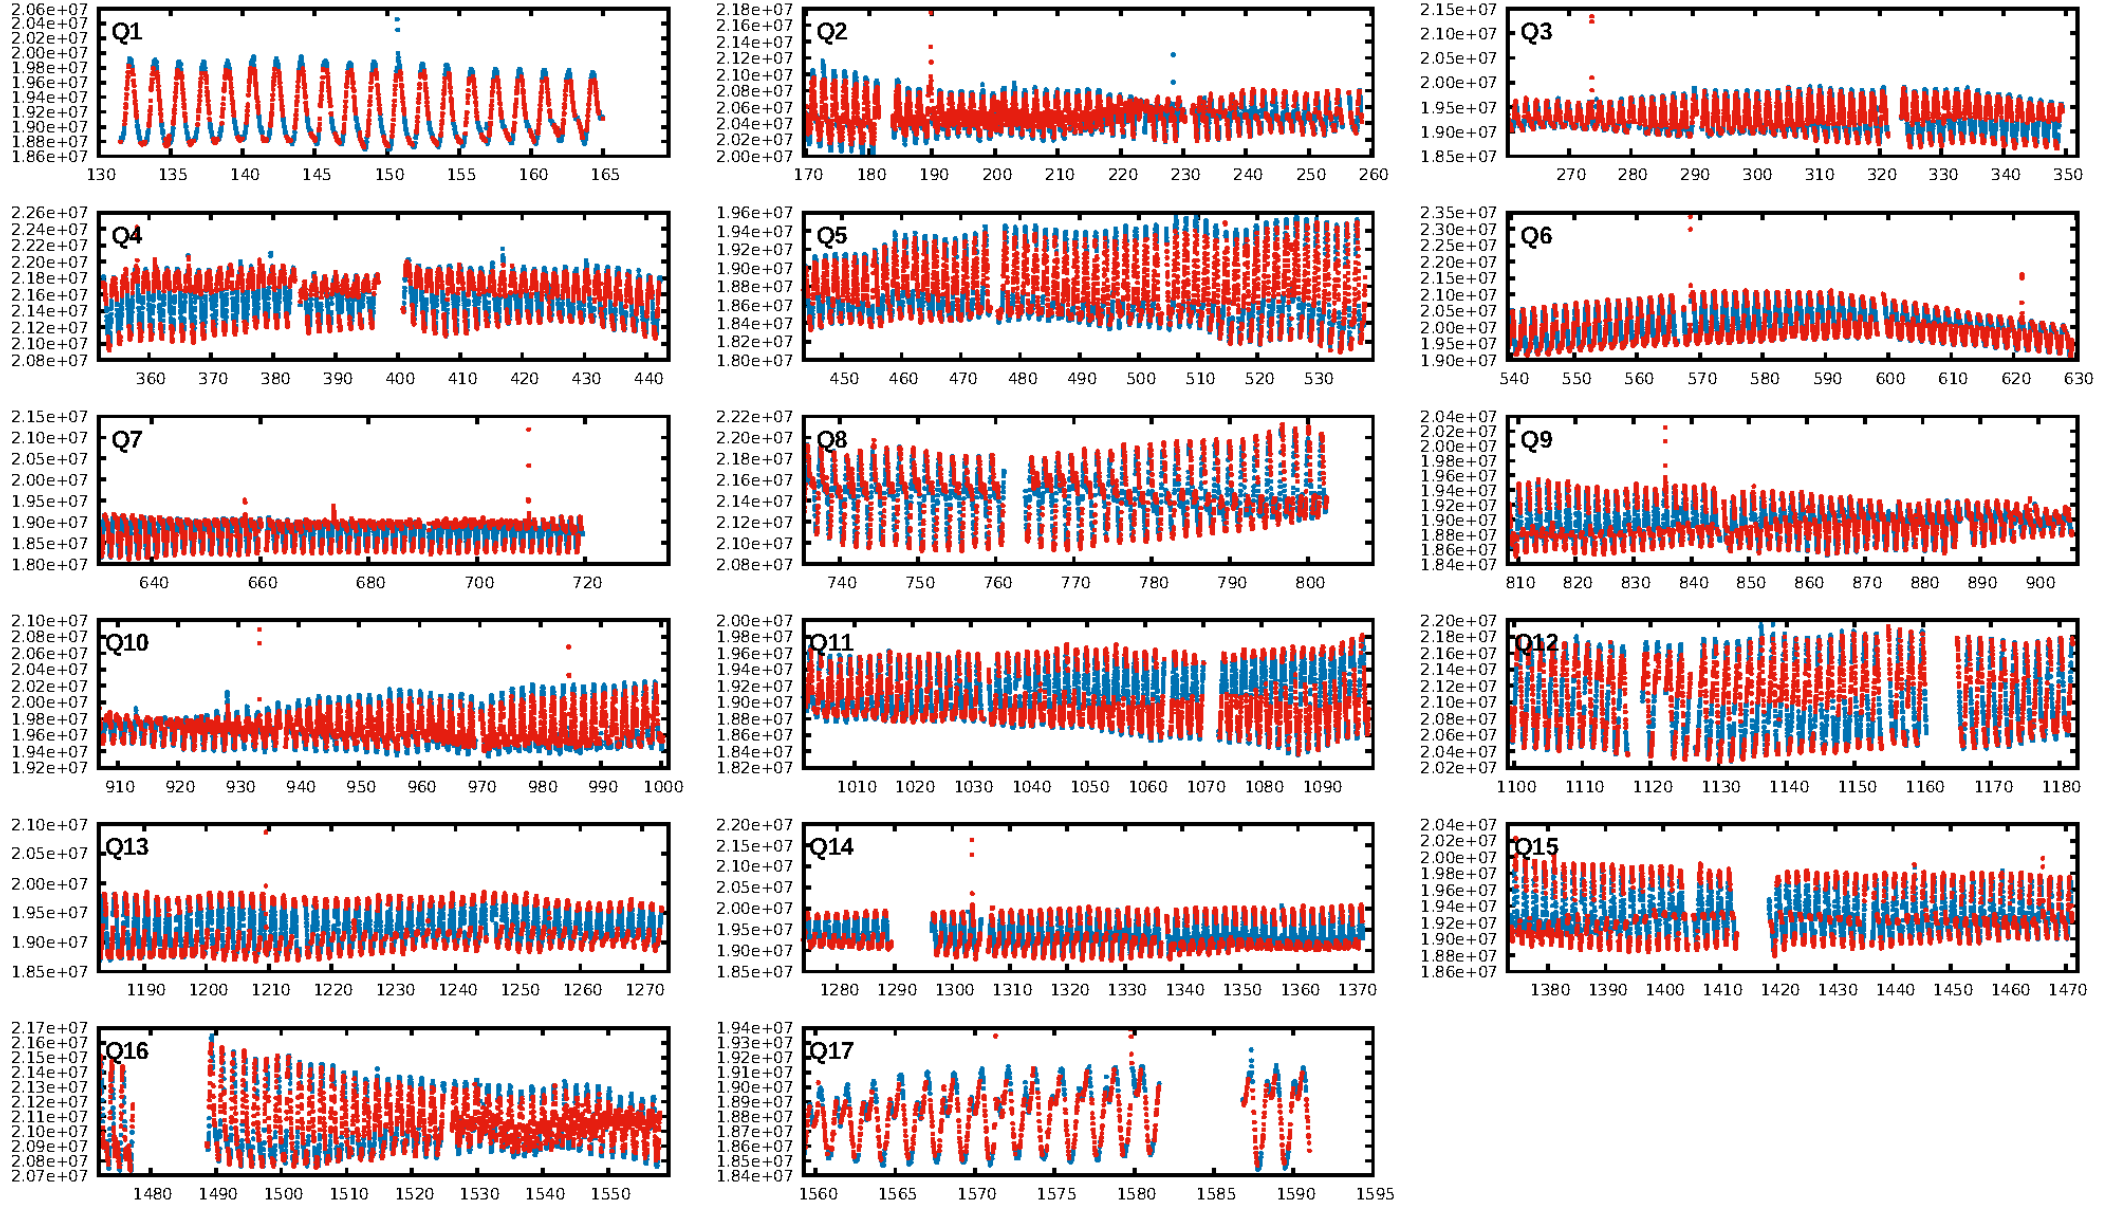 Q1
2.06e+07
2.04e+07
2.02e+07
2.00e+07
1.98e+07
1.96e+07
1.94e+07
1.92e+07
1.90e+07
1.88e+07
1.86e+07
130 135 140 145 150 155 160 165
Q2
2.18e+07
2.16e+07
2.14e+07
2.12e+07
2.10e+07
2.08e+07
2.06e+07
2.04e+07
2.02e+07
2.00e+07
170 180 190 200 210 220 230 240 250 260
Q3
2.15e+07
2.10e+07
2.05e+07
2.00e+07
1.95e+07
1.90e+07
1.85e+07
270 280 290 300 310 320 330 340 350
Q4
2.26e+07
2.24e+07
2.22e+07
2.20e+07
2.18e+07
2.16e+07
2.14e+07
2.12e+07
2.10e+07
2.08e+07
360 370 380 390 400 410 420 430 440
Q5
1.96e+07
1.94e+07
1.92e+07
1.90e+07
1.88e+07
1.86e+07
1.84e+07
1.82e+07
1.80e+07
450 460 470 480 490 500 510 520 530
Q6
2.35e+07
2.30e+07
2.25e+07
2.20e+07
2.15e+07
2.10e+07
2.05e+07
2.00e+07
1.95e+07
1.90e+07
540 550 560 570 580 590 600 610 620 630
Q7
2.15e+07
2.10e+07
2.05e+07
2.00e+07
1.95e+07
1.90e+07
1.85e+07
1.80e+07
640 660 680 700 720
Q8
2.22e+07
2.20e+07
2.18e+07
2.16e+07
2.14e+07
2.12e+07
2.10e+07
2.08e+07
740 750 760 770 780 790 800
Q9
2.04e+07
2.02e+07
2.00e+07
1.98e+07
1.96e+07
1.94e+07
1.92e+07
1.90e+07
1.88e+07
1.86e+07
1.84e+07
810 820 830 840 850 860 870 880 890 900
Q10
2.10e+07
2.08e+07
2.06e+07
2.04e+07
2.02e+07
2.00e+07
1.98e+07
1.96e+07
1.94e+07
1.92e+07
910 920 930 940 950 960 970 980 990 1000
Q11
2.00e+07
1.98e+07
1.96e+07
1.94e+07
1.92e+07
1.90e+07
1.88e+07
1.86e+07
1.84e+07
1.82e+07
1010 1020 1030 1040 1050 1060 1070 1080 1090
Q12
2.20e+07
2.18e+07
2.16e+07
2.14e+07
2.12e+07
2.10e+07
2.08e+07
2.06e+07
2.04e+07
2.02e+07
1100 1110 1120 1130 1140 1150 1160 1170 1180
Q13
2.10e+07
2.05e+07
2.00e+07
1.95e+07
1.90e+07
1.85e+07
1190 1200 1210 1220 1230 1240 1250 1260 1270
Q14
2.20e+07
2.15e+07
2.10e+07
2.05e+07
2.00e+07
1.95e+07
1.90e+07
1.85e+07
1280 1290 1300 1310 1320 1330 1340 1350 1360 1370
Q15
2.04e+07
2.02e+07
2.00e+07
1.98e+07
1.96e+07
1.94e+07
1.92e+07
1.90e+07
1.88e+07
1.86e+07
1380 1390 1400 1410 1420 1430 1440 1450 1460 1470
Q16
2.17e+07
2.16e+07
2.15e+07
2.14e+07
2.13e+07
2.12e+07
2.11e+07
2.10e+07
2.09e+07
2.08e+07
2.07e+07
1480 1490 1500 1510 1520 1530 1540 1550
Q17
1.94e+07
1.93e+07
1.92e+07
1.91e+07
1.90e+07
1.89e+07
1.88e+07
1.87e+07
1.86e+07
1.85e+07
1.84e+07
1560 1565 1570 1575 1580 1585 1590 1595